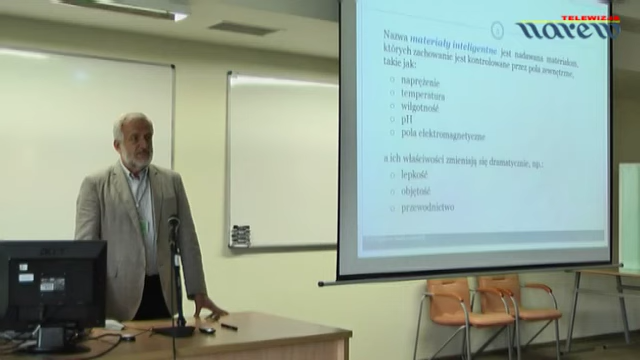 TELEWIZJA
narew
Nazwa materiały inteligentne jest nadawana materiałom,
których zachowanie jest kontrolowane przez pola zewnętrzne,
takie jak:
naprężenie
temperatura
wilgotność
pH
pola elektromagnetyczne
a ich właściwości zmieniają się dramatycznie, np.:
lepkość
objętość
przewodnictwo
acer